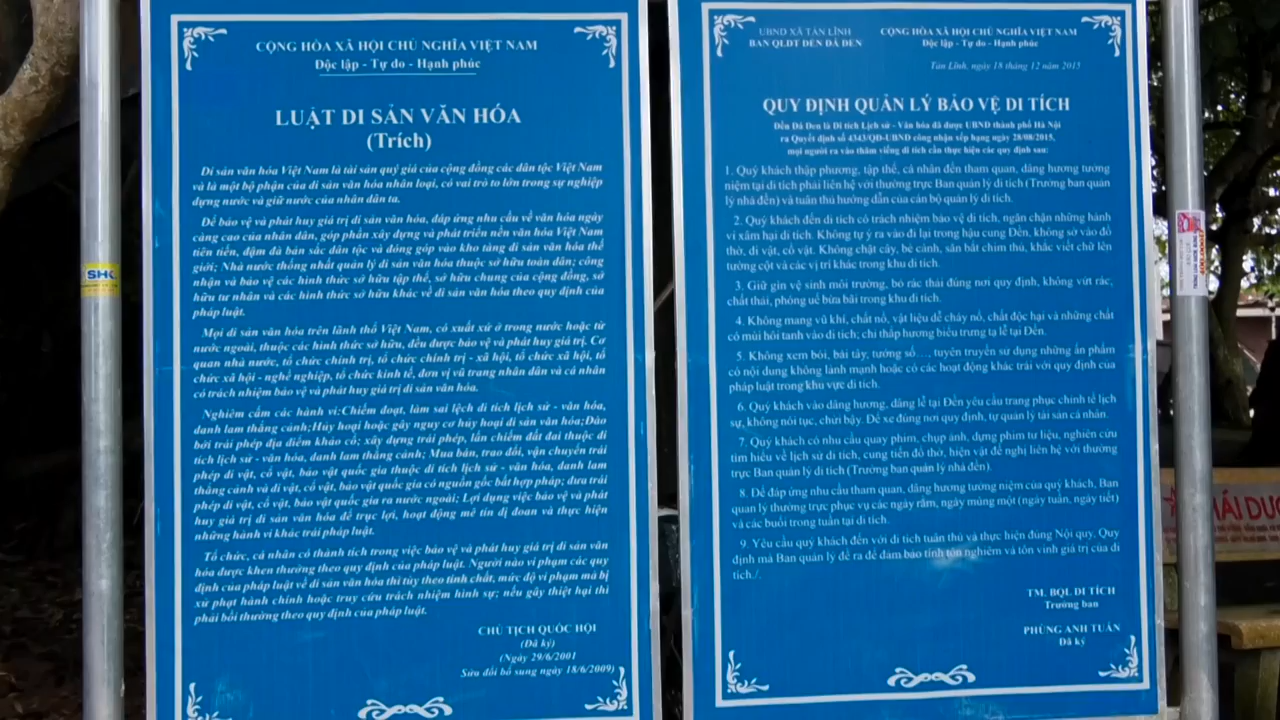 CỘNG HÒA XÃ HỘI CHỦ NGHĨA VIỆT NAM
Độc lập - Tự do - Hạnh phúc
LUẬT DI SẢN VĂN HÓA
(Trích)
Di sản văn hóa Việt Nam là tài sản quý giá của cộng đồng các dân tộc Việt Nam
và là một bộ phận của di sản văn hóa nhân loại, có vai trò to lớn trong sự nghiệp
dựng nước và giữ nước của nhân dân ta.
Để bảo vệ và phát huy giá trị di sản văn hóa, đáp ứng nhu cầu về văn hóa ngày
càng cao của nhân dân, góp phần xây dựng và phát triển nền văn hóa Việt Nam
tiên tiến, đậm đà bản sắc dân tộc và đóng góp vào kho tàng di sản văn hóa thế
giới; Nhà nước thống nhất quản lý di sản văn hóa thuộc sở hữu toàn dân; công
nhận và bảo vệ các hình thức sở hữu tập thể, sở hữu chung của cộng đồng, sở
hữu tư nhân và các hình thức sở hữu khác về di sản văn hóa theo quy định của
pháp luật.
Mọi di sản văn hóa trên lãnh thổ Việt Nam, có xuất xứ ở trong nước hoặc từ
nước ngoài, thuộc các hình thức sở hữu, đều được bảo vệ và phát huy giá trị. Cơ
quan nhà nước, tổ chức chính trị, tổ chức chính trị - xã hội, tổ chức xã hội, tổ
chức xã hội - nghề nghiệp, tổ chức kinh tế, đơn vị vũ trang nhân dân và cá nhân
có trách nhiệm bảo vệ và phát huy giá trị di sản văn hóa.
Nghiêm cấm các hành vi:Chiếm đoạt, làm sai lệch di tích lịch sử - văn hóa,
danh lam thắng cảnh;Hủy hoại hoặc gây nguy cơ hủy hoại di sản văn hóa;Đào
bới trái phép địa điểm khảo cổ; xây dựng trái phép, lấn chiếm đất đai thuộc di
tích lịch sử - văn hóa, danh lam thắng cảnh; Mua bán, trao đổi, vận chuyển trái
phép di vật, cổ vật, bảo vật quốc gia thuộc di tích lịch sử - văn hóa, danh lam
thắng cảnh và di vật, cổ vật, bảo vật quốc gia có nguồn gốc bất hợp pháp; đưa trái
phép di vật, cổ vật, bảo vật quốc gia ra nước ngoài; Lợi dụng việc bảo vệ và phát
huy giá trị di sản văn hóa để trục lợi, hoạt động mê tín dị đoan và thực hiện
những hành vi khác trái pháp luật.
Tổ chức, cá nhân có thành tích trong việc bảo vệ và phát huy giá trị di sản văn
hóa được khen thưởng theo quy định của pháp luật. Người nào vi phạm các quy
định của pháp luật về di sản văn hóa thì tùy theo tính chất, mức độ vi phạm mà bị
xử phạt hành chính hoặc truy cứu trách nhiệm hình sự; nếu gây thiệt hại thì
phải bồi thường theo quy định của pháp luật.
CHỦ TỊCH QUỐC HỘI
(Đã ký)
(Ngày 29/6/2001
Sửa đổi bổ sung ngày 18/6/2009)
UBND XÃ TẢN LĨNH
BAN QLDT ĐỀN ĐÁ ĐEN
CỘNG HÒA XÃ HỘI CHỦ NGHĨA VIỆT NAM
Độc lập - Tự do - Hạnh phúc
Tản Lĩnh, ngày 18 tháng 12 năm 2015
QUY ĐỊNH QUẢN LÝ BẢO VỆ DI TÍCH
Đền Đá Đen là Di tích Lịch sử - Văn hóa đã được UBND thành phố Hà Nội
ra Quyết định số 4343/QĐ-UBND công nhận xếp hạng ngày 28/08/2015,
mọi người ra vào thăm viếng di tích cần thực hiện các quy định sau:
1. Quý khách thập phương, tập thể, cá nhân đến tham quan, dâng hương tưởng
niệm tại di tích phải liên hệ với thường trực Ban quản lý di tích (Trưởng ban quản
lý nhà đền) và tuân thủ hướng dẫn của cán bộ quản lý di tích.
2. Quý khách đến di tích có trách nhiệm bảo vệ di tích, ngăn chặn những hành
vi xâm hại di tích. Không tự ý ra vào đi lại trong hậu cung Đền, không sờ vào đồ
thờ, di vật, cổ vật. Không chặt cây, bẻ cành, săn bắt chim thú, khắc viết chữ lên
tường cột và các vị trí khác trong khu di tích.
3. Giữ gìn vệ sinh môi trường, bỏ rác thải đúng nơi quy định, không vứt rác,
chất thải, phóng uế bừa bãi trong khu di tích.
4. Không mang vũ khí, chất nổ, vật liệu dễ cháy nổ, chất độc hại và những chất
có mùi hôi tanh vào di tích; chỉ thắp hương biểu trưng tạ lễ tại Đền.
5. Không xem bói, bài tây, tướng số…, tuyên truyền sử dụng những ấn phẩm
có nội dung không lành mạnh hoặc có các hoạt động khác trái với quy định của
pháp luật trong khu vực di tích.
6. Quý khách vào dâng hương, dâng lễ tại Đền yêu cầu trang phục chỉnh tề lịch
sự, không nói tục, chửi bậy. Để xe đúng nơi quy định, tự quản lý tài sản cá nhân.
7. Quý khách có nhu cầu quay phim, chụp ảnh, dựng phim tư liệu, nghiên cứu
tìm hiểu về lịch sử di tích, cung tiến đồ thờ, hiện vật đề nghị liên hệ với thường
trực Ban quản lý di tích (Trưởng ban quản lý nhà đền).
8. Để đáp ứng nhu cầu tham quan, dâng hương tưởng niệm của quý khách, Ban
quản lý thường trực phục vụ các ngày rằm, ngày mùng một (ngày tuần, ngày tiết)
và các buổi trong tuần tại di tích.
9. Yêu cầu quý khách đến với di tích tuân thủ và thực hiện đúng Nội quy, Quy
định mà Ban quản lý đề ra để đảm bảo tính tôn nghiêm và tôn vinh giá trị của di
tích./.
TM. BQL DI TÍCH
Trưởng ban
PHÙNG ANH TUẤN
Đã ký
SHK